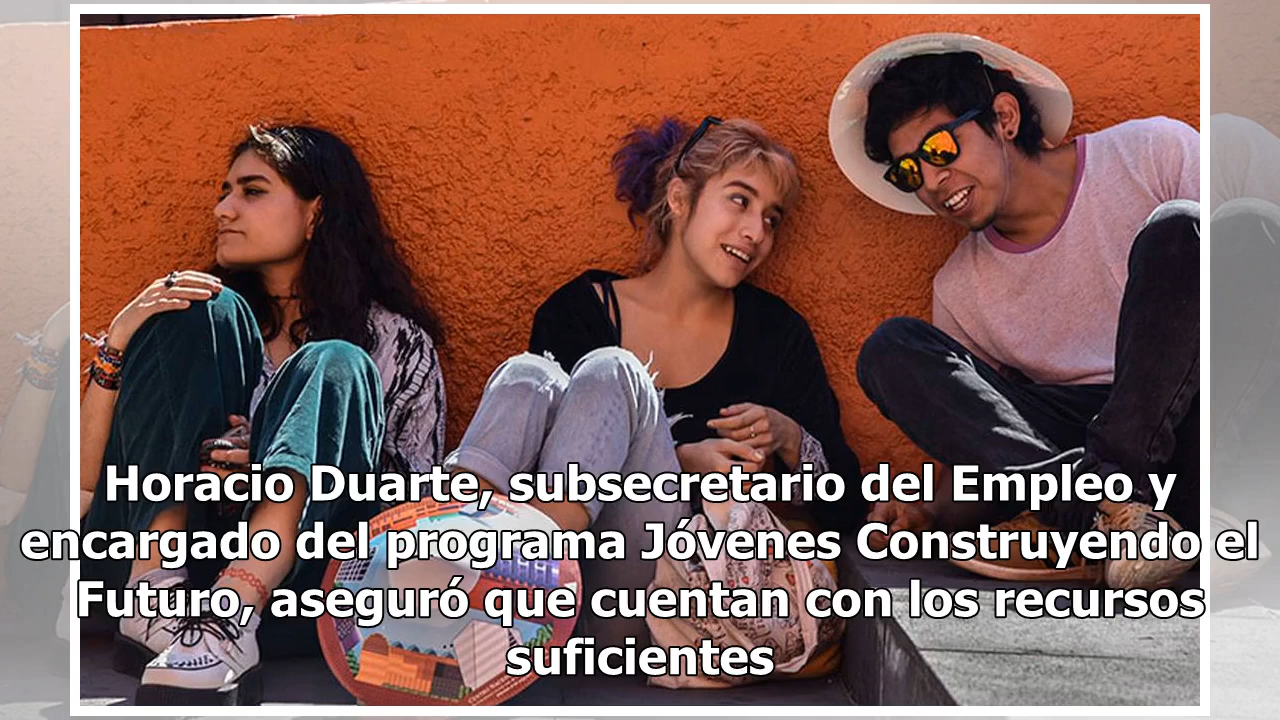 Horacio Duarte, subsecretario del Empleo y
encargado del programa Jóvenes Construyendo el
Futuro, aseguró que cuentan con los recursos
suficientes